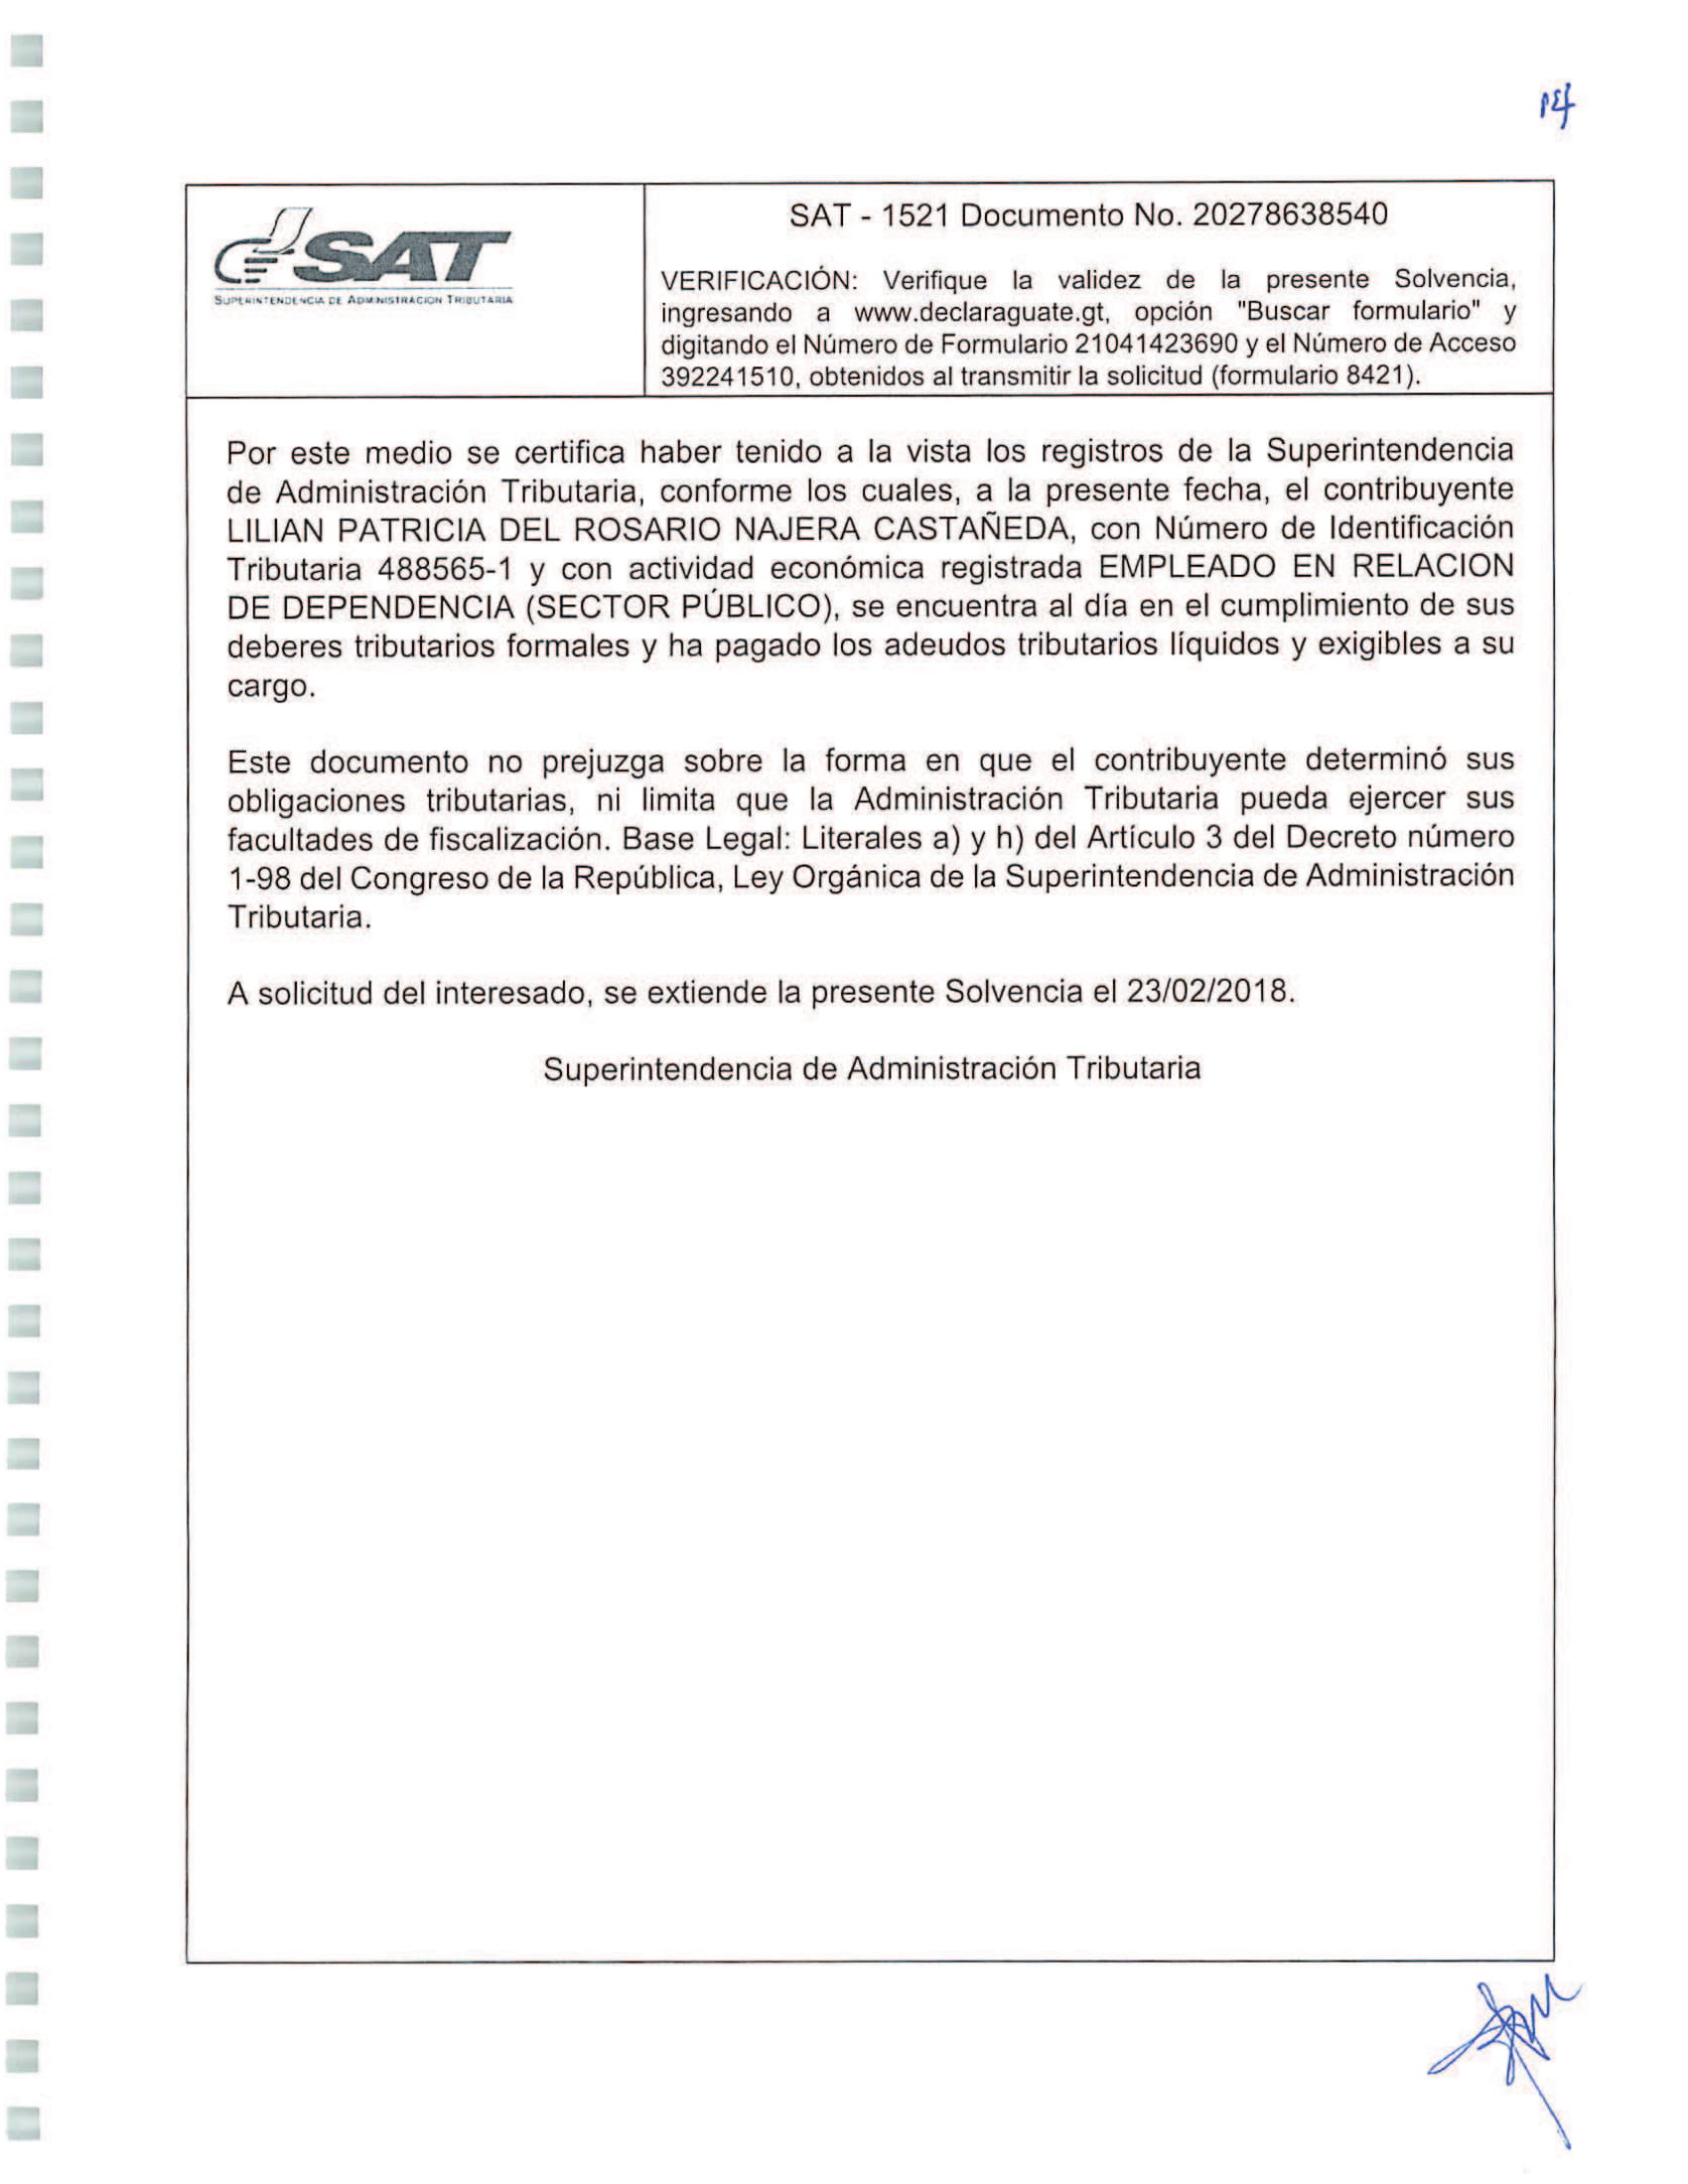 SAT
SUPERINTENDENCIA DE ADMINISTRACIÓN TRIBUTARIA
SAT - 1521 Documento No. 20278638540
VERIFICACIÓN: Verifique la validez de la presente Solvencia,
ingresando a www.declaraguate.gt, opción "Buscar formulario" y
digitando el Número de Formulario 21041423690 y el Número de Acceso
392241510, obtenidos al transmitir la solicitud (formulario 8421).
Por este medio se certifica haber tenido a la vista los registros de la Superintendencia
de Administración Tributaria, conforme los cuales, a la presente fecha, el contribuyente
LILIAN PATRICIA DEL ROSARIO NAJERA CASTAÑEDA, con Número de Identificación
Tributaria 488565-1 y con actividad económica registrada EMPLEADO EN RELACION
DE DEPENDENCIA (SECTOR PÚBLICO), se encuentra al día en el cumplimiento de sus
deberes tributarios formales y ha pagado los adeudos tributarios líquidos y exigibles a su
cargo.
Este documento no prejuzga sobre la forma en que el contribuyente determinó sus
obligaciones tributarias, ni limita que la Administración Tributaria pueda ejercer sus
facultades de fiscalización. Base Legal: Literales a) y h) del Artículo 3 del Decreto número
1-98 del Congreso de la República, Ley Orgánica de la Superintendencia de Administración
Tributaria.
A solicitud del interesado, se extiende la presente Solvencia el 23/02/2018.
Superintendencia de Administración Tributaria